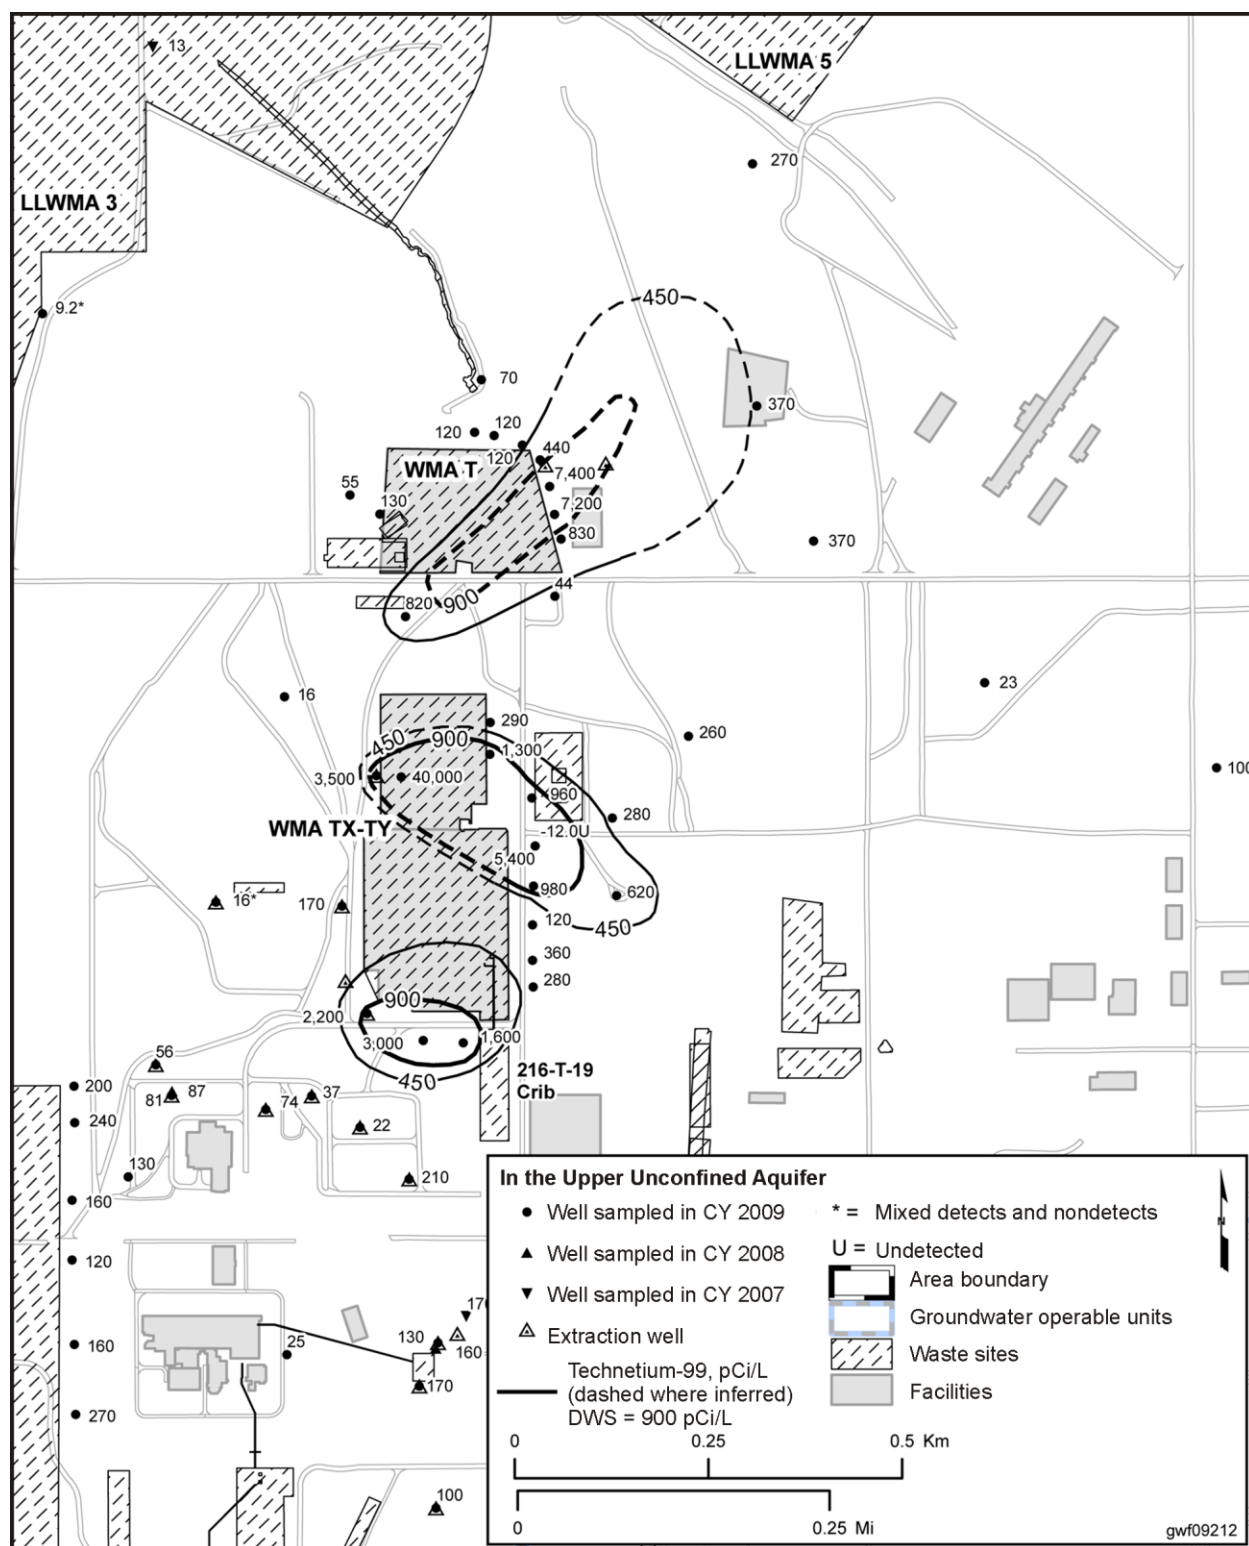 13
LLWMA 5
270
LLWMA 3
450
9.2*
70
370
120
120
120
440
WMA T
7,400
55
130
7,200
830
370
44
900
820
16
23
290
260
450
900
1,300
100
3,500
40,000
960
280
WMA TX-TY
-12.0U
5,400
980
620
16*
170
120
450
360
280
900
2,200
3,000
1,600
450
56
216-T-19
Crib
200
87
81
37
74
240
22
130
210
160
120
170
130
160
160
25
170
270
100
In the Upper Unconfined Aquifer
Well sampled in CY 2009
Well sampled in CY 2008
Well sampled in CY 2007
Extraction well
Technetium-99, pCi/L
(dashed where inferred)
DWS = 900 pCi/L
* = Mixed detects and nondetects
U = Undetected
Area boundary
Groundwater operable units
Waste sites
Facilities
N
0 0.25 0.5 Km
0 0.25 Mi
gwf09212